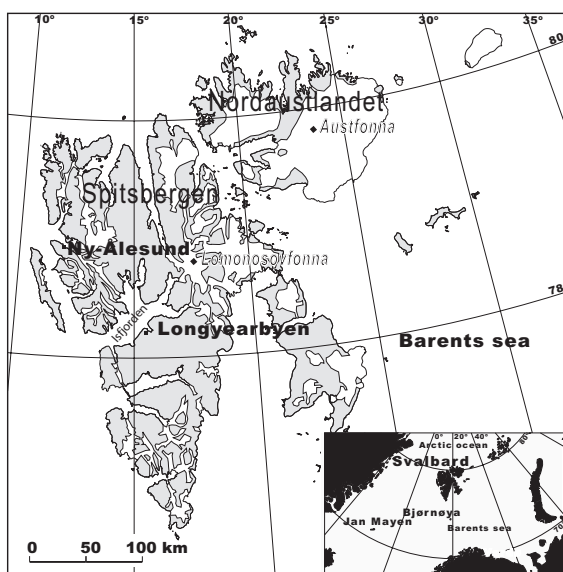 10°
15°
20°
25°
30°
35°
80
Nordaustlandet
Austfonna
Spitsbergen
Ny-Ålesund
Lomonosovfonna
78
Isfjorden
Longyearbyen
Barents sea
0° 20° 40°
80
Arctic ocean
Svalbard
Bjørnøya
Jan Mayen
Barents sea
70
0 50 100 km